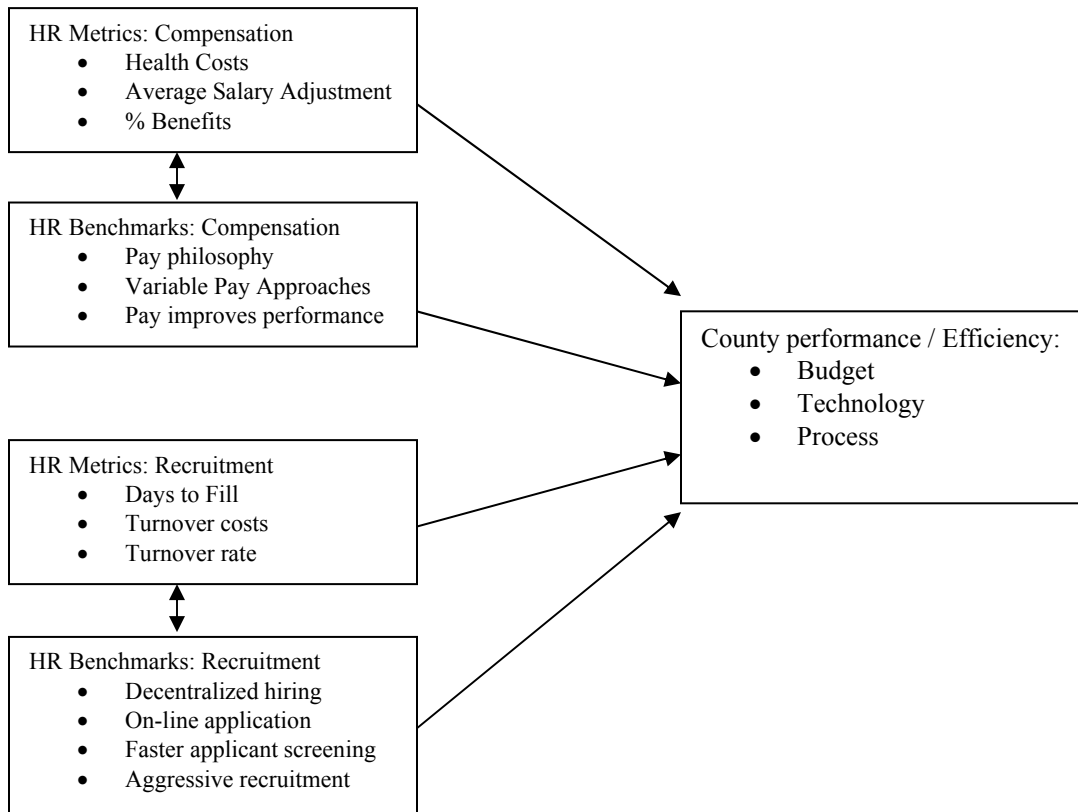 HR Metrics: Compensation
• Health Costs
• Average Salary Adjustment
• % Benefits
HR Benchmarks: Compensation
• Pay philosophy
• Variable Pay Approaches
• Pay improves performance
County performance / Efficiency:
• Budget
• Technology
• Process
HR Metrics: Recruitment
• Days to Fill
• Turnover costs
• Turnover rate
HR Benchmarks: Recruitment
• Decentralized hiring
• On-line application
• Faster applicant screening
• Aggressive recruitment